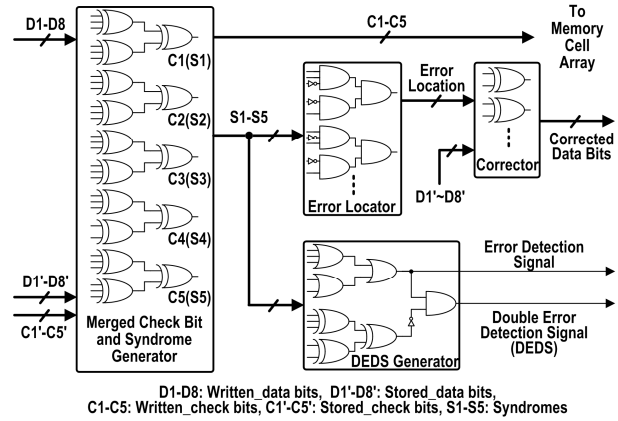 D1-D8
C1(S1)
C2(S2)
C3(S3)
C4(S4)
C5(S5)
D1'-D8'
C1'-C5'
Merged Check Bit
and Syndrome
Generator
C1-C5
To
Memory
Cell
Array
S1-S5
Error Locator
Error
Location
Corrector
D1'~D8'
Corrected
Data Bits
DEDS Generator
Error Detection
Signal
Double Error
Detection Signal
(DEDS)
D1-D8: Written_data bits, D1'-D8': Stored_data bits,
C1-C5: Written_check bits, C1'-C5': Stored_check bits, S1-S5: Syndromes